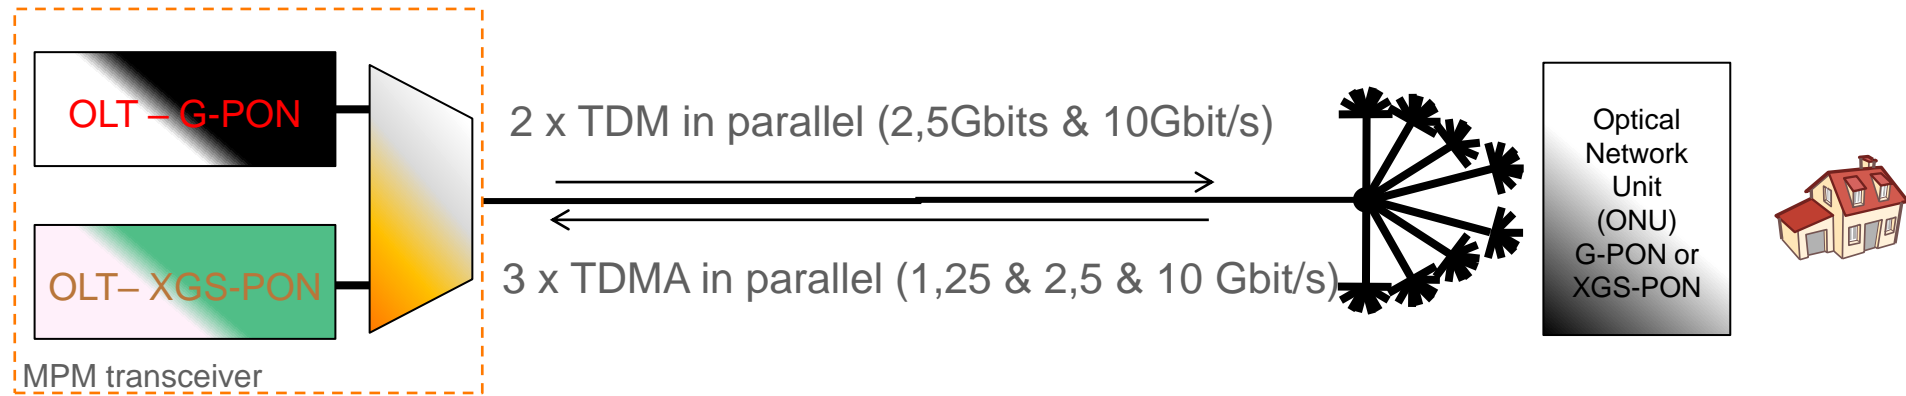 OLT – G-PON
OLT– XGS-PON
MPM transceiver
2 x TDM in parallel (2,5Gbits & 10Gbit/s)
3 x TDMA in parallel (1,25 & 2,5 & 10 Gbit/s)
Optical
Network
Unit
(ONU)
G-PON or
XGS-PON